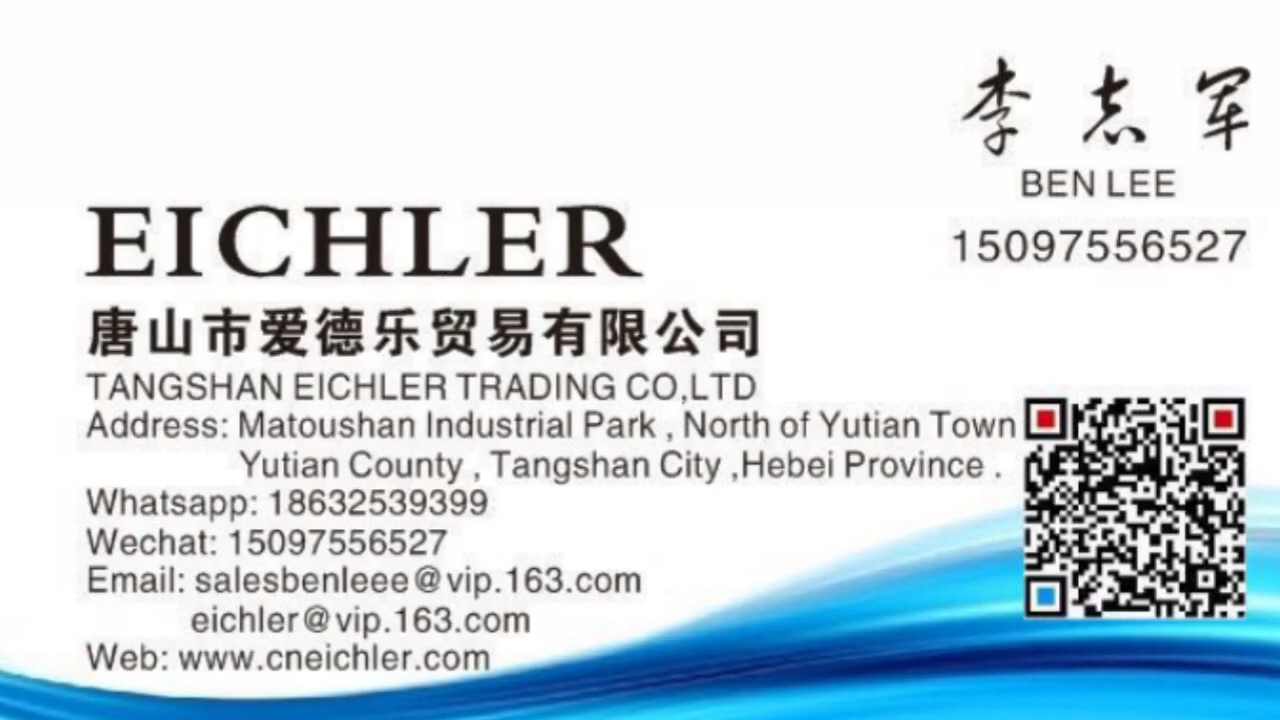 李志军
BEN LEE
15097556527
EICHLER
唐山市爱德乐贸易有限公司
TANGSHAN EICHLER TRADING CO,LTD
Address: Matoushan Industrial Park , North of Yutian Town
Yutian County , Tangshan City ,Hebei Province .
Whatsapp: 18632539399
Wechat: 15097556527
Email: salesbenleee@vip.163.com
eichler@vip.163.com
Web: www.cneichler.com